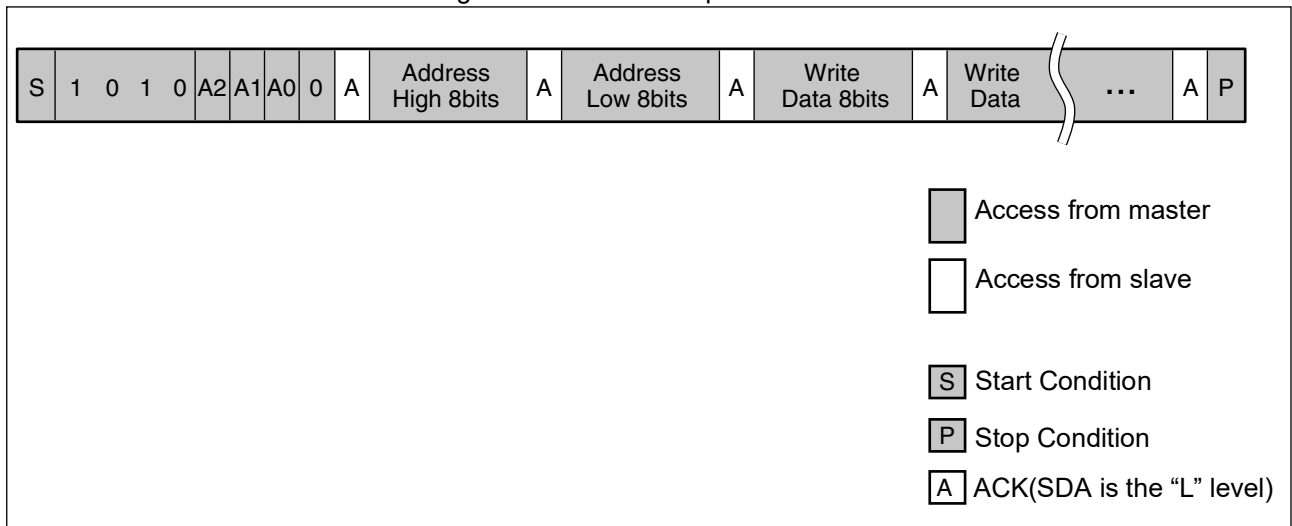 S 1 0 1 0 A2 A1 A0 0 A Address High 8bits A Address Low 8bits A Write Data 8bits A Write Data ... A P
Access from master
Access from slave
S Start Condition
P Stop Condition
A ACK(SDA is the “L” level)